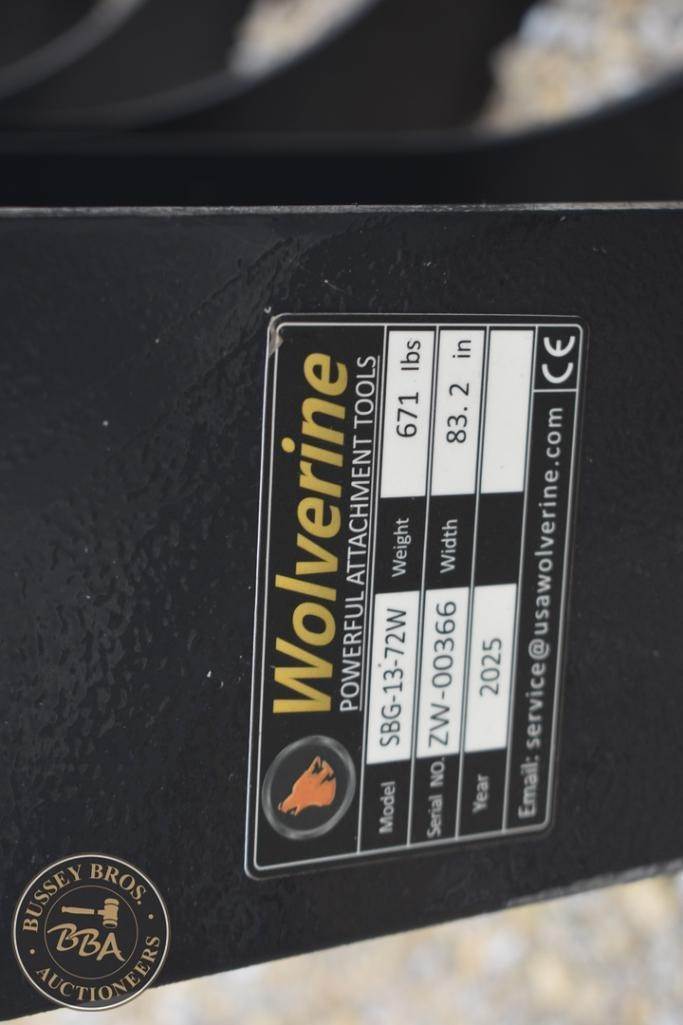 Wolverine
POWERFUL ATTACHMENT TOOLS
Model SBG-13-72W Weight 671 lbs
Serial NO. ZW-00366 Width 83.2 in
Year 2025
Email: service@usawolverine.com CE
BUSSEY BROS.
BBA
AUCTIONEERS